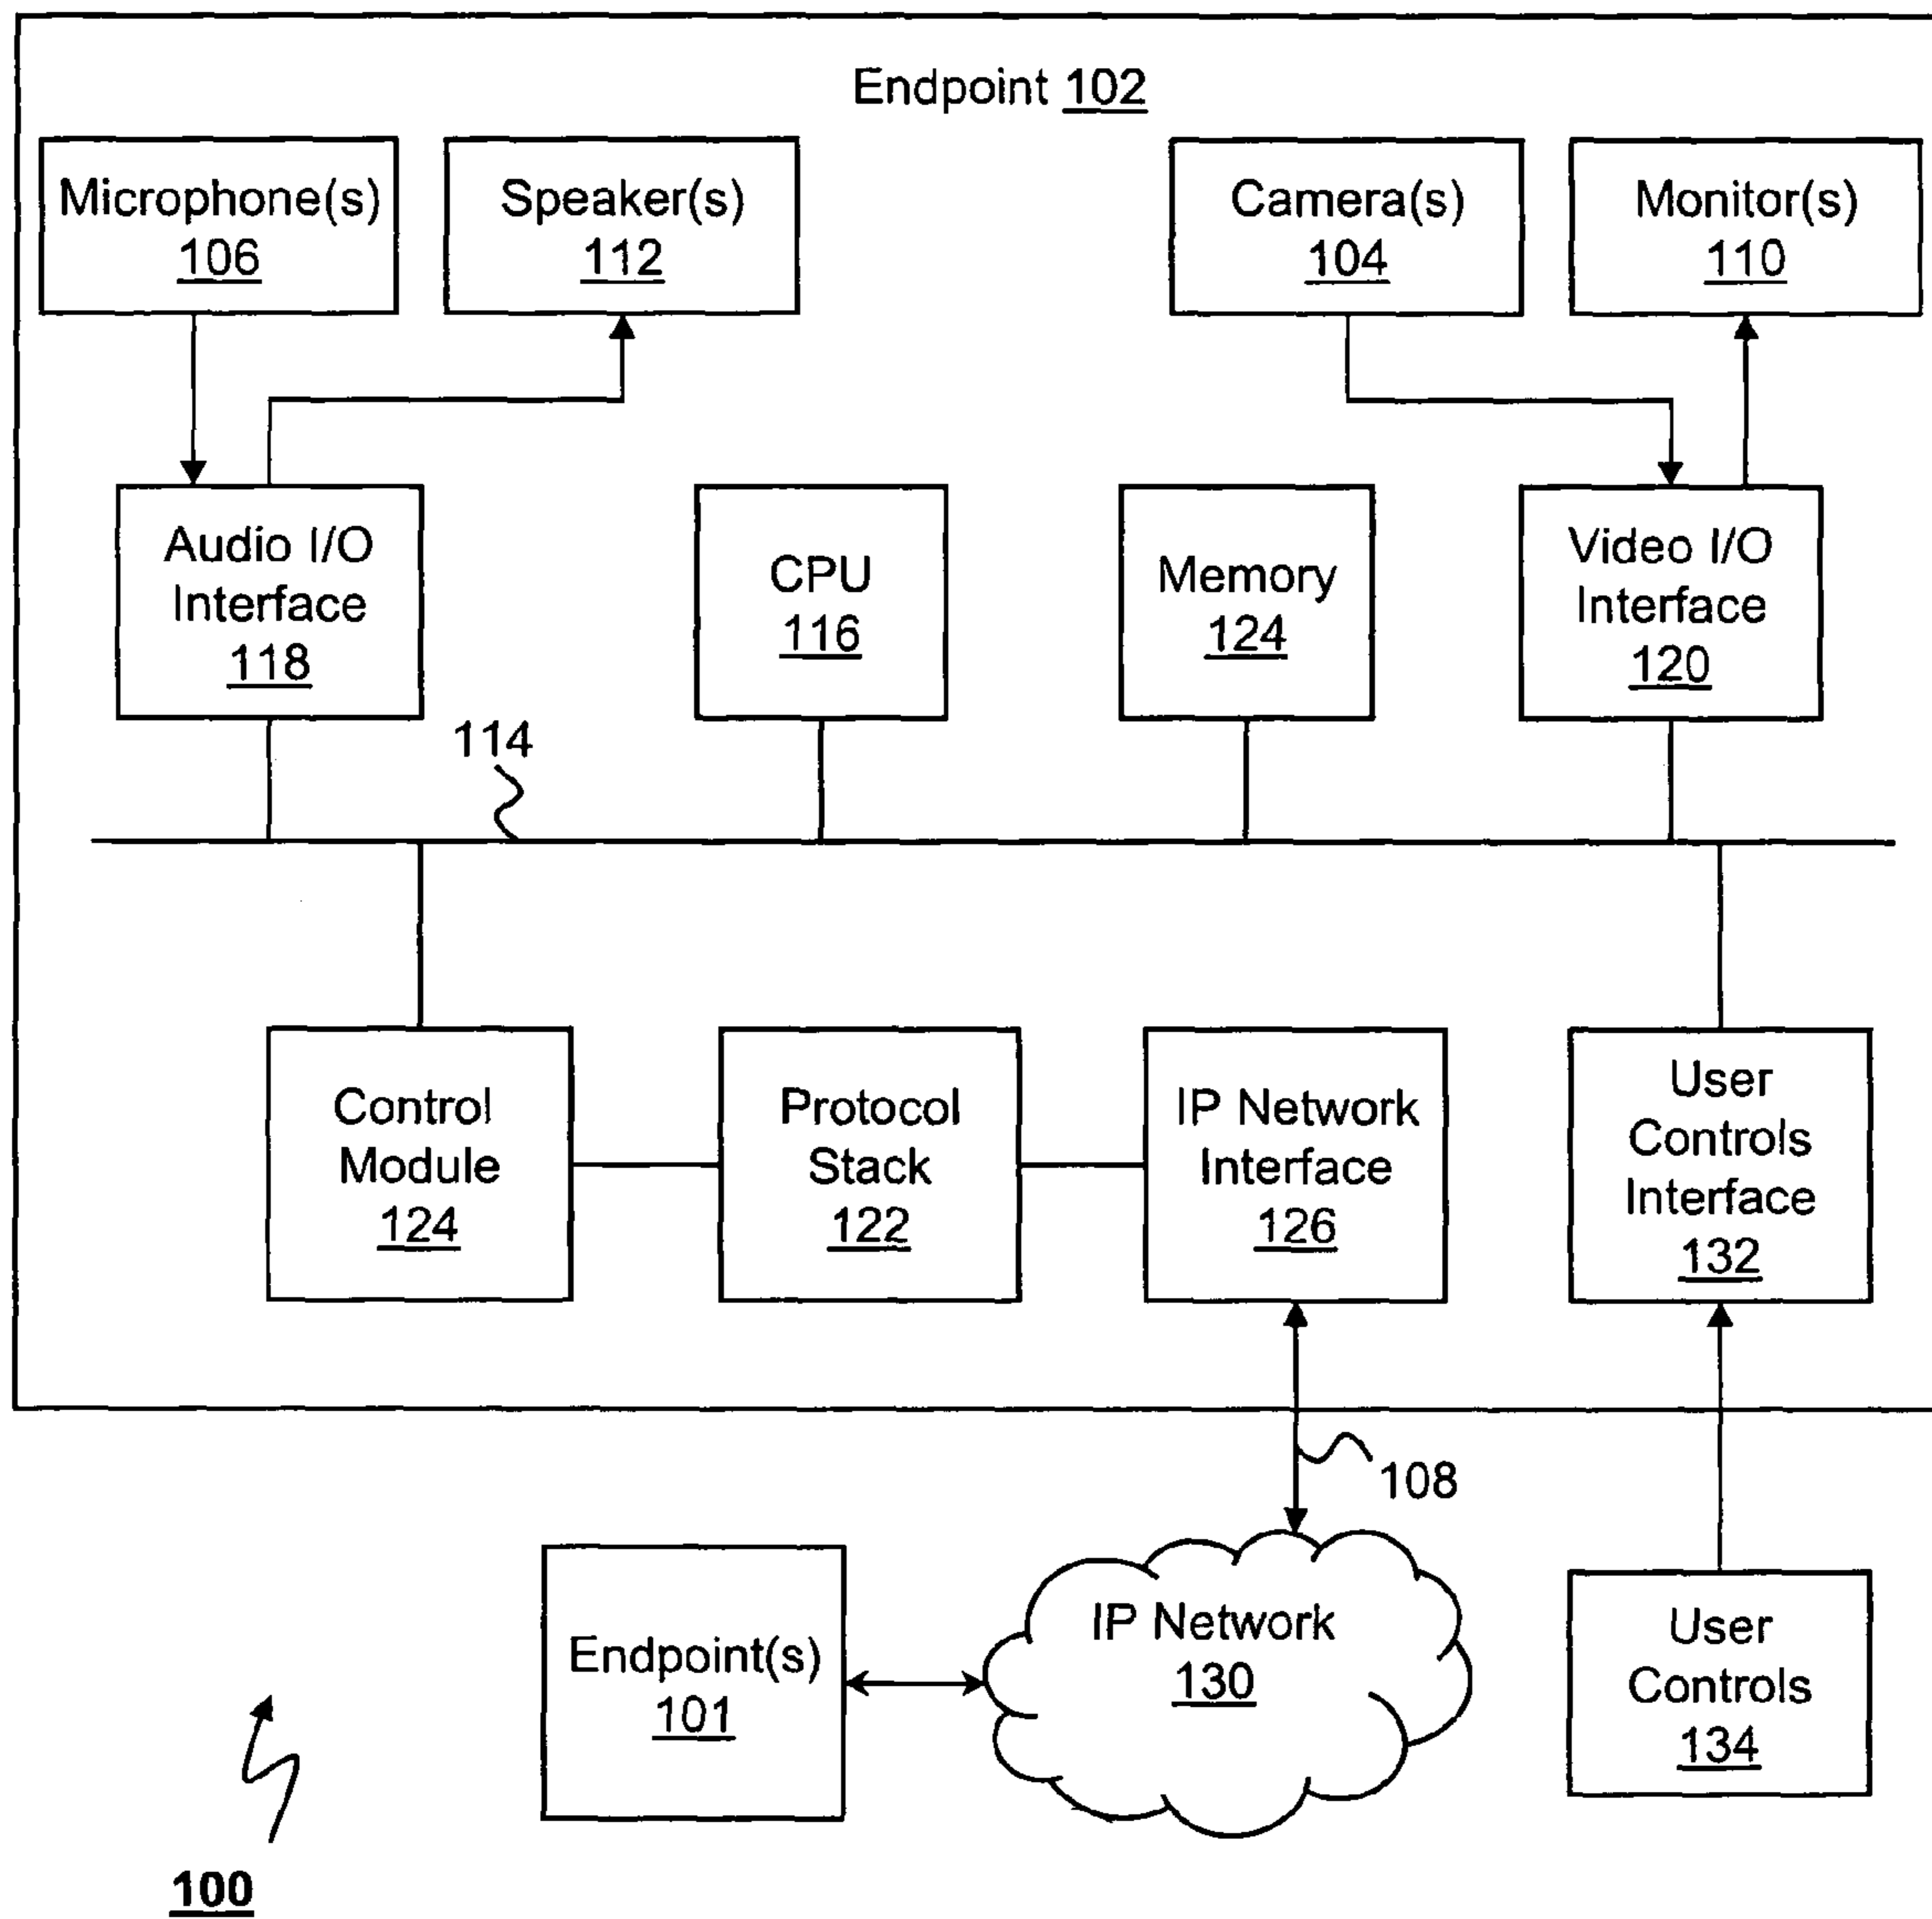 Endpoint 102
Microphone(s)
106
Speaker(s)
112
Camera(s)
104
Monitor(s)
110
Audio I/O
Interface
118
CPU
116
Memory
124
Video I/O
Interface
120
114
Control
Module
124
Protocol
Stack
122
IP Network
Interface
126
User
Controls
Interface
132
108
Endpoint(s)
101
IP Network
130
User
Controls
134
100